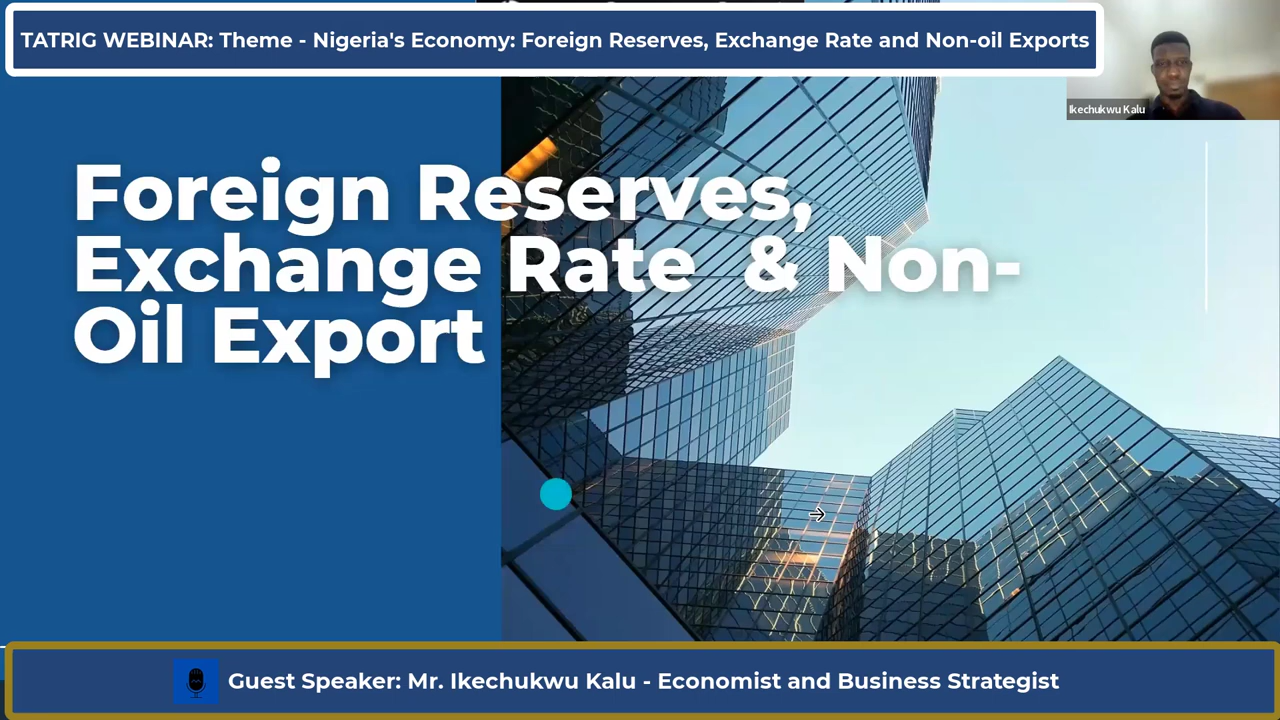 TATRIG WEBINAR: Theme - Nigeria's Economy: Foreign Reserves, Exchange Rate and Non-oil Exports
Ikechukwu Kalu
Foreign Reserves,
Exchange Rate & Non-
Oil Export
Guest Speaker: Mr. Ikechukwu Kalu - Economist and Business Strategist